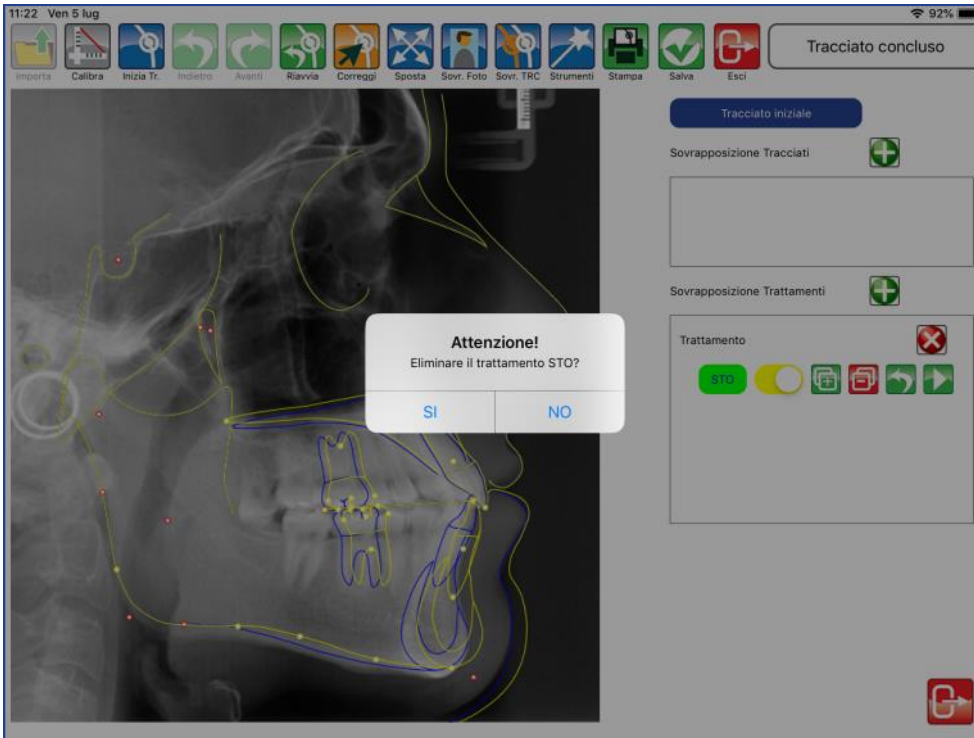 11:22 Ven 5 lug
92%
Importa
Calibra
Inizia Tr.
Indietro
Avanti
Riavvia
Correggi
Sposta
Sovr. Foto
Sovr. TRC
Strumenti
Stampa
Salva
Esci
Tracciato concluso
Tracciato iniziale
Sovrapposizione Tracciati
Sovrapposizione Trattamenti
Trattamento
STO
Attenzione!
Eliminare il trattamento STO?
SI
NO